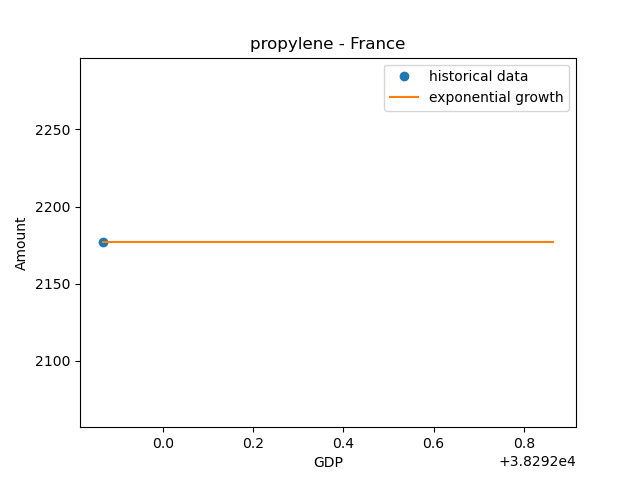 propylene - France
historical data
exponential growth
2250
2200
2150
2100
Amount
0.0 0.2 0.4 0.6 0.8
GDP
+3.8292e4